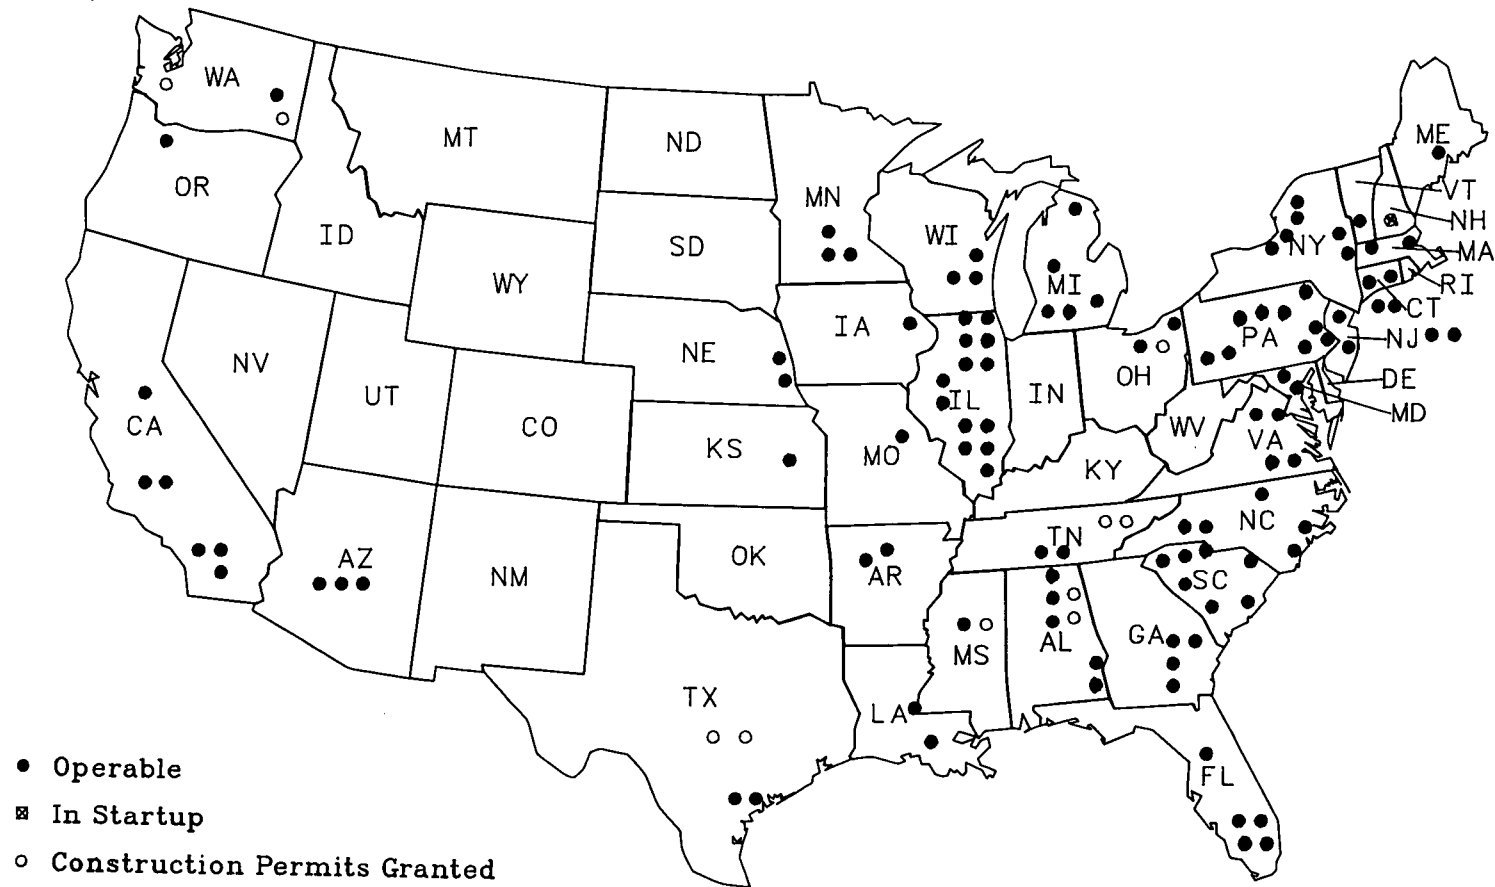 WA
ME
MT
ND
OR
VT
MN
NH
ID
WI
NY
SD
MA
WY
MI
RI
CT
IA
PA
NJ
NE
NV
OH
DE
UT
IL
IN
MD
CA
CO
WV
VA
KS
MO
KY
NC
TN
AZ
OK
NM
AR
SC
GA
AL
MS
TX
LA
FL
Operable
In Startup
Construction Permits Granted